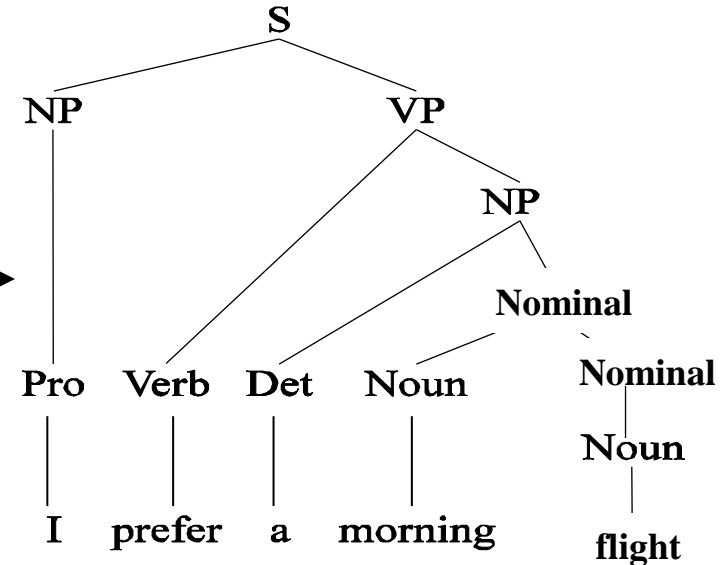 S
NP VP
NP
Nominal
Pro Verb Det Noun Nominal
Noun
I prefer a morning flight